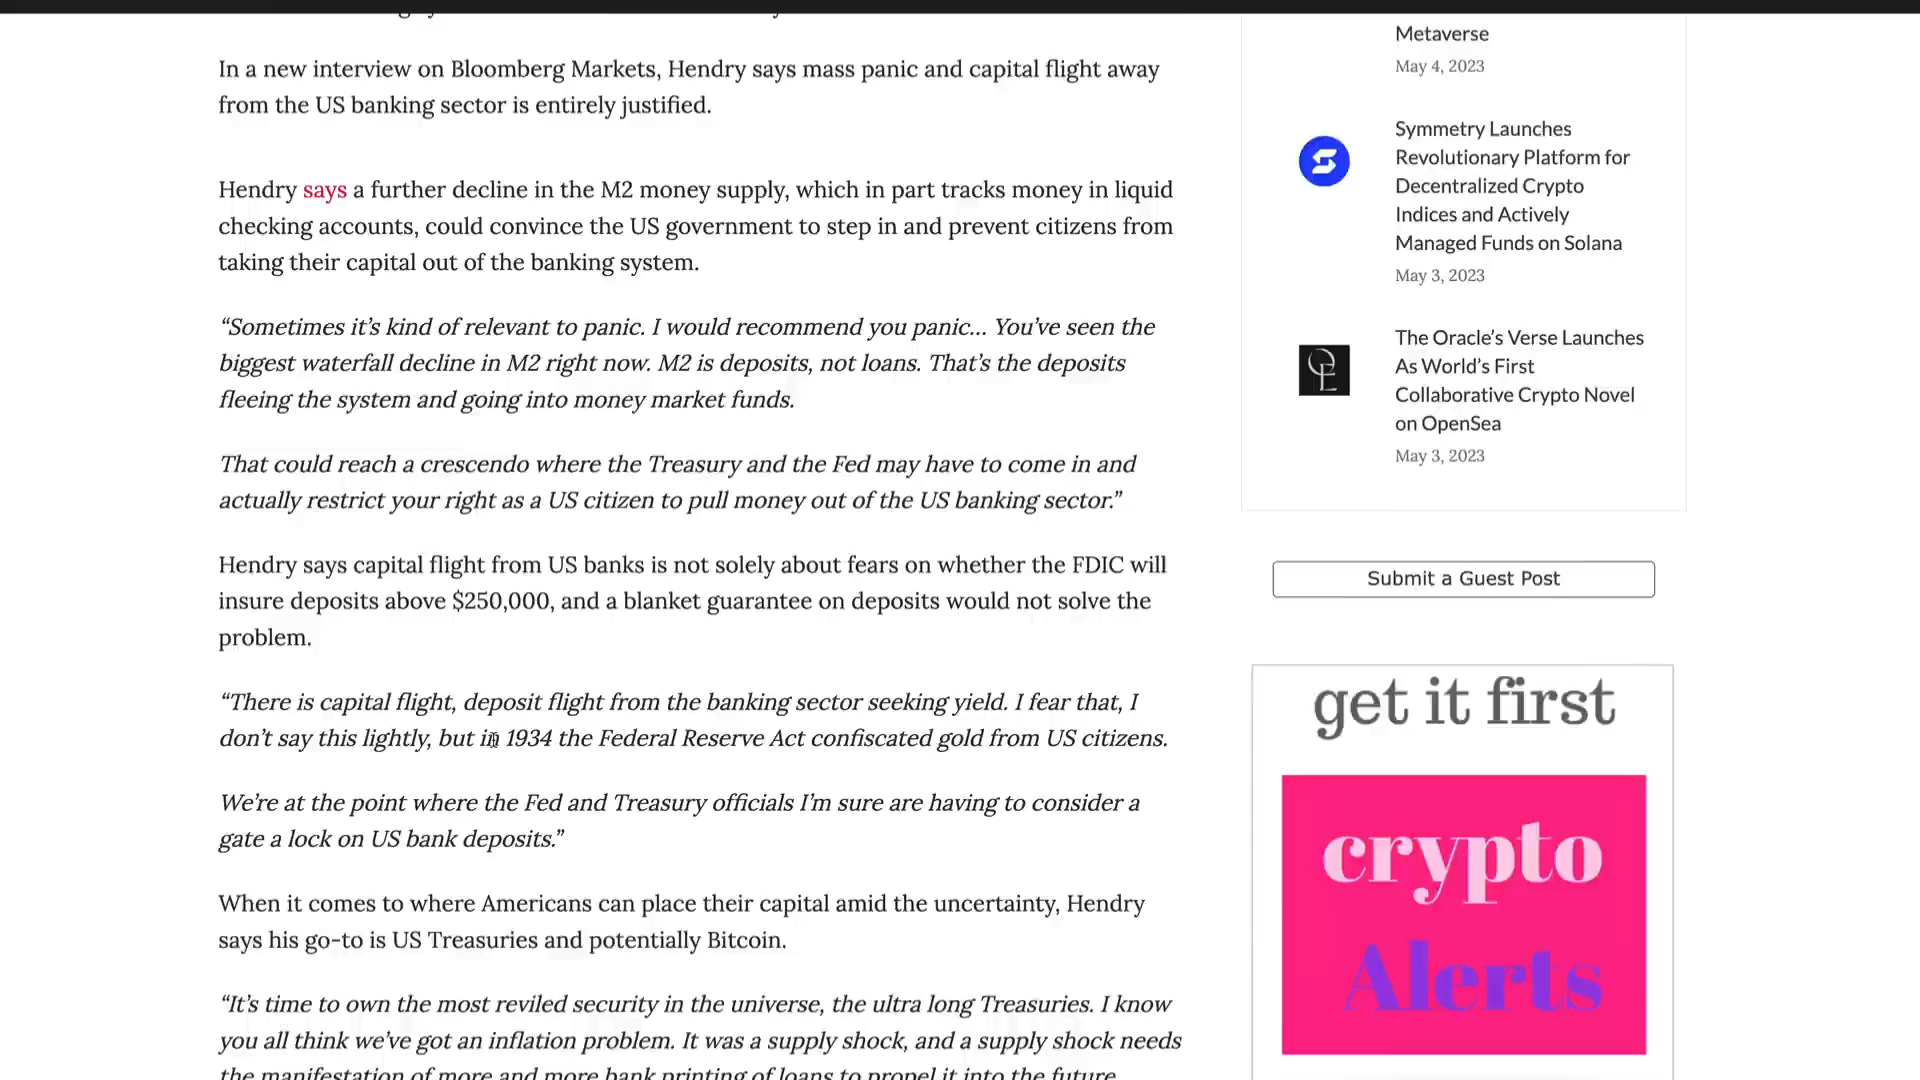 In a new interview on Bloomberg Markets, Hendry says mass panic and capital flight away
from the US banking sector is entirely justified.
Hendry says a further decline in the M2 money supply, which in part tracks money in liquid
checking accounts, could convince the US government to step in and prevent citizens from
taking their capital out of the banking system.
“Sometimes it’s kind of relevant to panic. I would recommend you panic… You’ve seen the
biggest waterfall decline in M2 right now. M2 is deposits, not loans. That’s the deposits
fleeing the system and going into money market funds.
That could reach a crescendo where the Treasury and the Fed may have to come in and
actually restrict your right as a US citizen to pull money out of the US banking sector.”
Hendry says capital flight from US banks is not solely about fears on whether the FDIC will
insure deposits above $250,000, and a blanket guarantee on deposits would not solve the
problem.
“There is capital flight, deposit flight from the banking sector seeking yield. I fear that, I
don’t say this lightly, but in 1934 the Federal Reserve Act confiscated gold from US citizens.
We’re at the point where the Fed and Treasury officials I’m sure are having to consider a
gate a lock on US bank deposits.”
When it comes to where Americans can place their capital amid the uncertainty, Hendry
says his go-to is US Treasuries and potentially Bitcoin.
“It’s time to own the most reviled security in the universe, the ultra long Treasuries. I know
you all think we’ve got an inflation problem. It was a supply shock, and a supply shock needs
the manifestation of more and more bank printing of loans to propel it into the future.
Metaverse
May 4, 2023
Symmetry Launches
Revolutionary Platform for
Decentralized Crypto
Indices and Actively
Managed Funds on Solana
May 3, 2023
The Oracle’s Verse Launches
As World’s First
Collaborative Crypto Novel
on OpenSea
May 3, 2023
Submit a Guest Post
get it first
crypto
Alerts